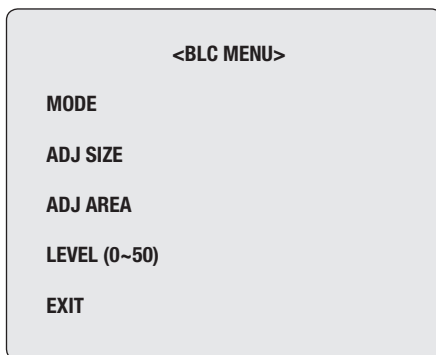 <BLC MENU>
MODE
ADJ SIZE
ADJ AREA
LEVEL (0~50)
EXIT